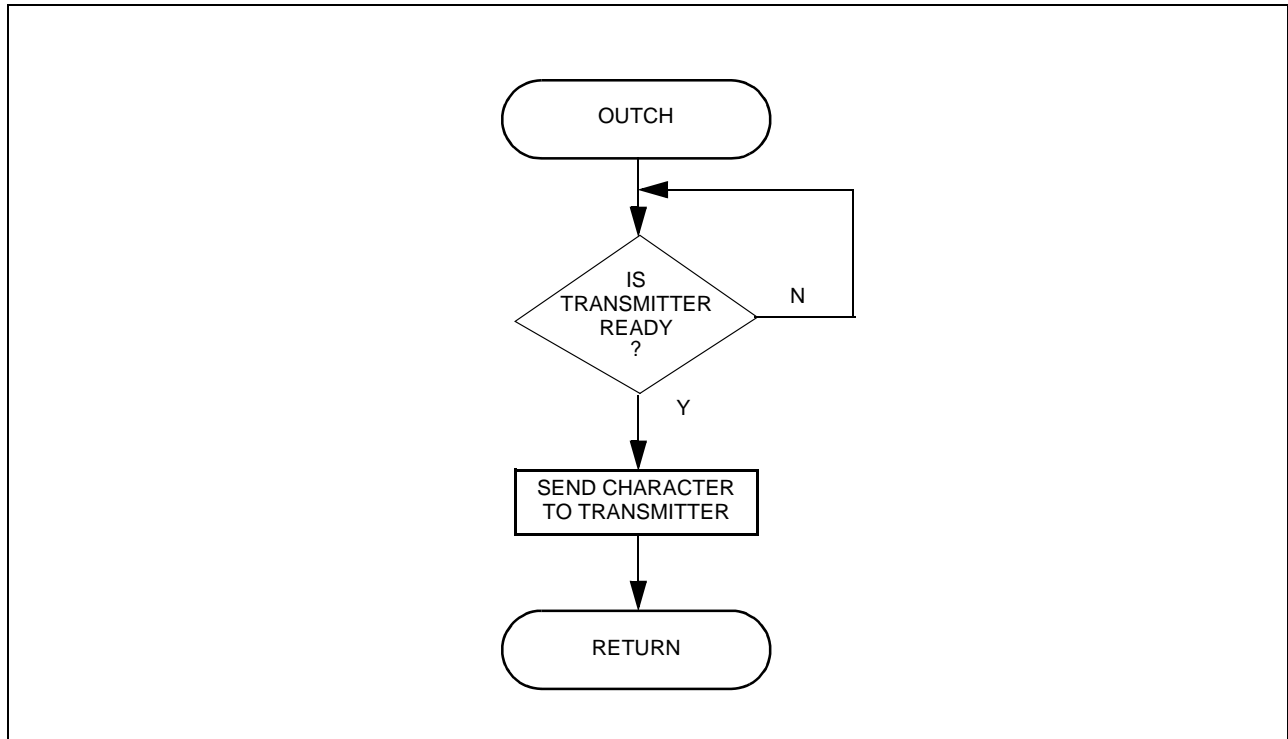 OUTCH
IS
TRANSMITTER
READY
?
N
Y
SEND CHARACTER
TO TRANSMITTER
RETURN